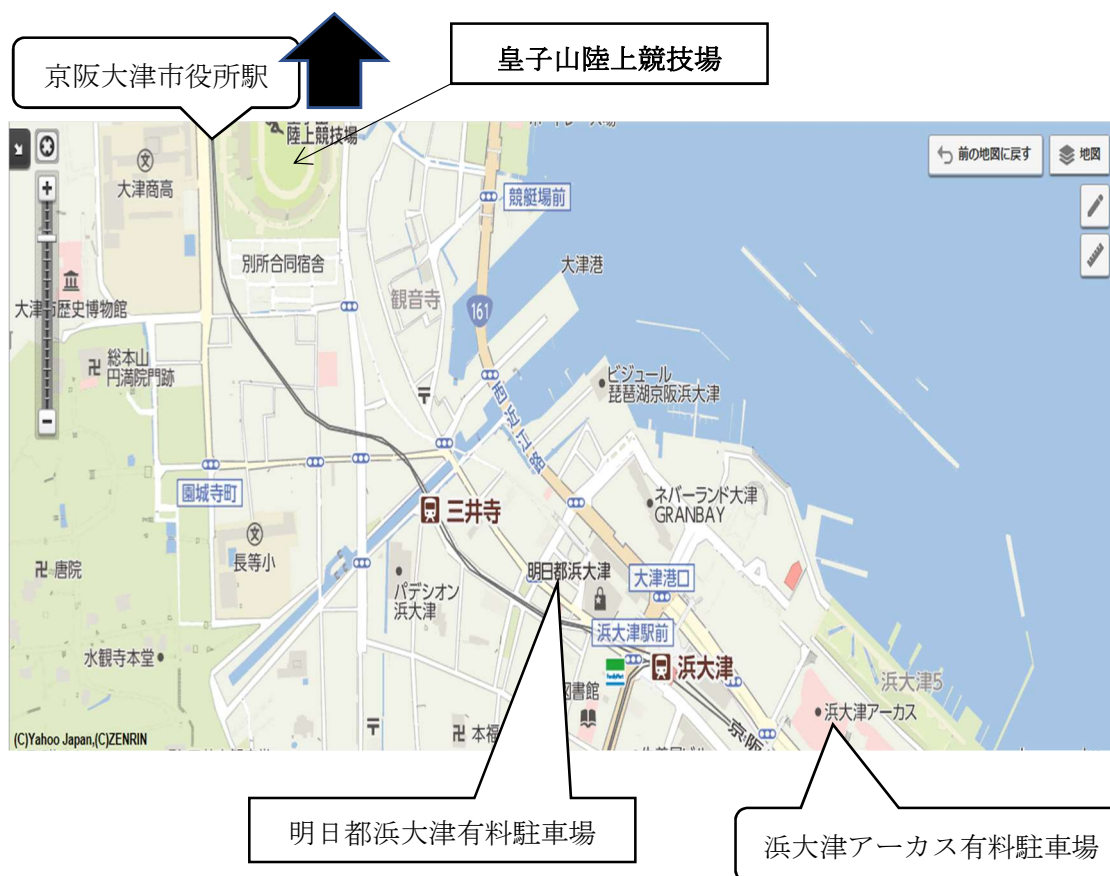 京阪大津市役所駅
皇子山陸上競技場
陸上競技場
前の地図に戻す
地図
大津商高
競艇場前
別所合同宿舎
大津港
観音寺
大津市歴史博物館
161
総本山
円満院門跡
ビジュール
琵琶湖京阪浜大津
西近江路
園城寺町
三井寺
ネバーランド大津
GRANBAY
長等小
唐院
パデシオン
浜大津
明日都浜大津
大津港口
浜大津駅前
水観寺本堂
浜大津
FamilyMart
図書館
浜大津5
浜大津アーカス
京阪
本福
(C)Yahoo Japan,(C)ZENRIN
明日都浜大津有料駐車場
浜大津アーカス有料駐車場